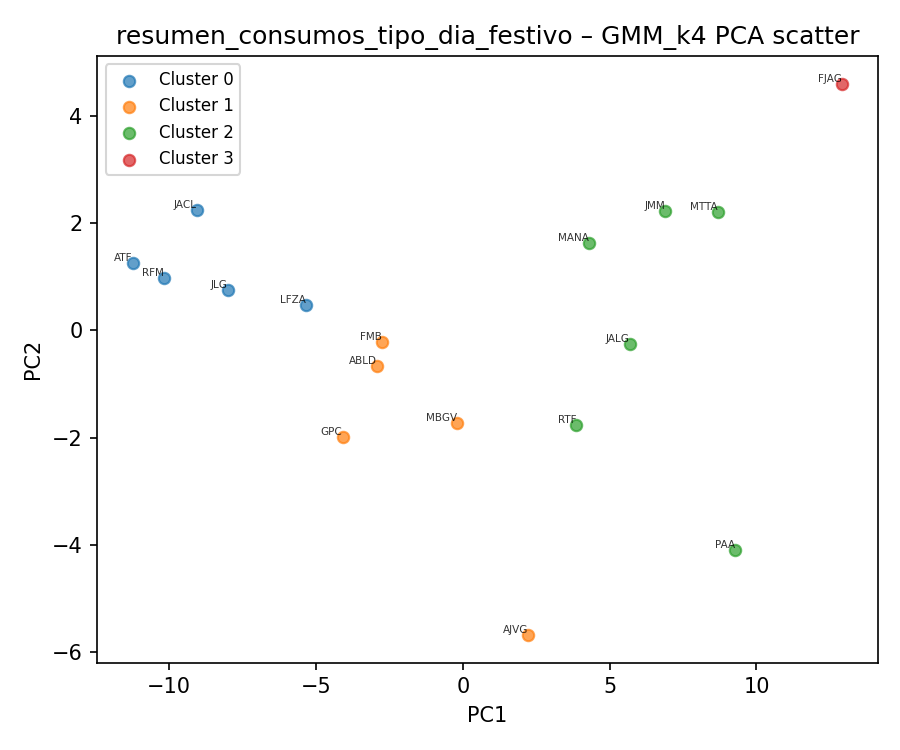 resumen_consumos_tipo_dia_festivo – GMM_k4 PCA scatter
Cluster 0
Cluster 1
Cluster 2
Cluster 3
FJAG
JACL
JMM
MTTA
MANA
ATF
RFM
JLG
LFZA
FMB
JALG
ABLD
MBGV
RTF
GPC
PAA
AJVG
4
2
0
−2
−4
−6
PC2
−10
−5
0
5
10
PC1